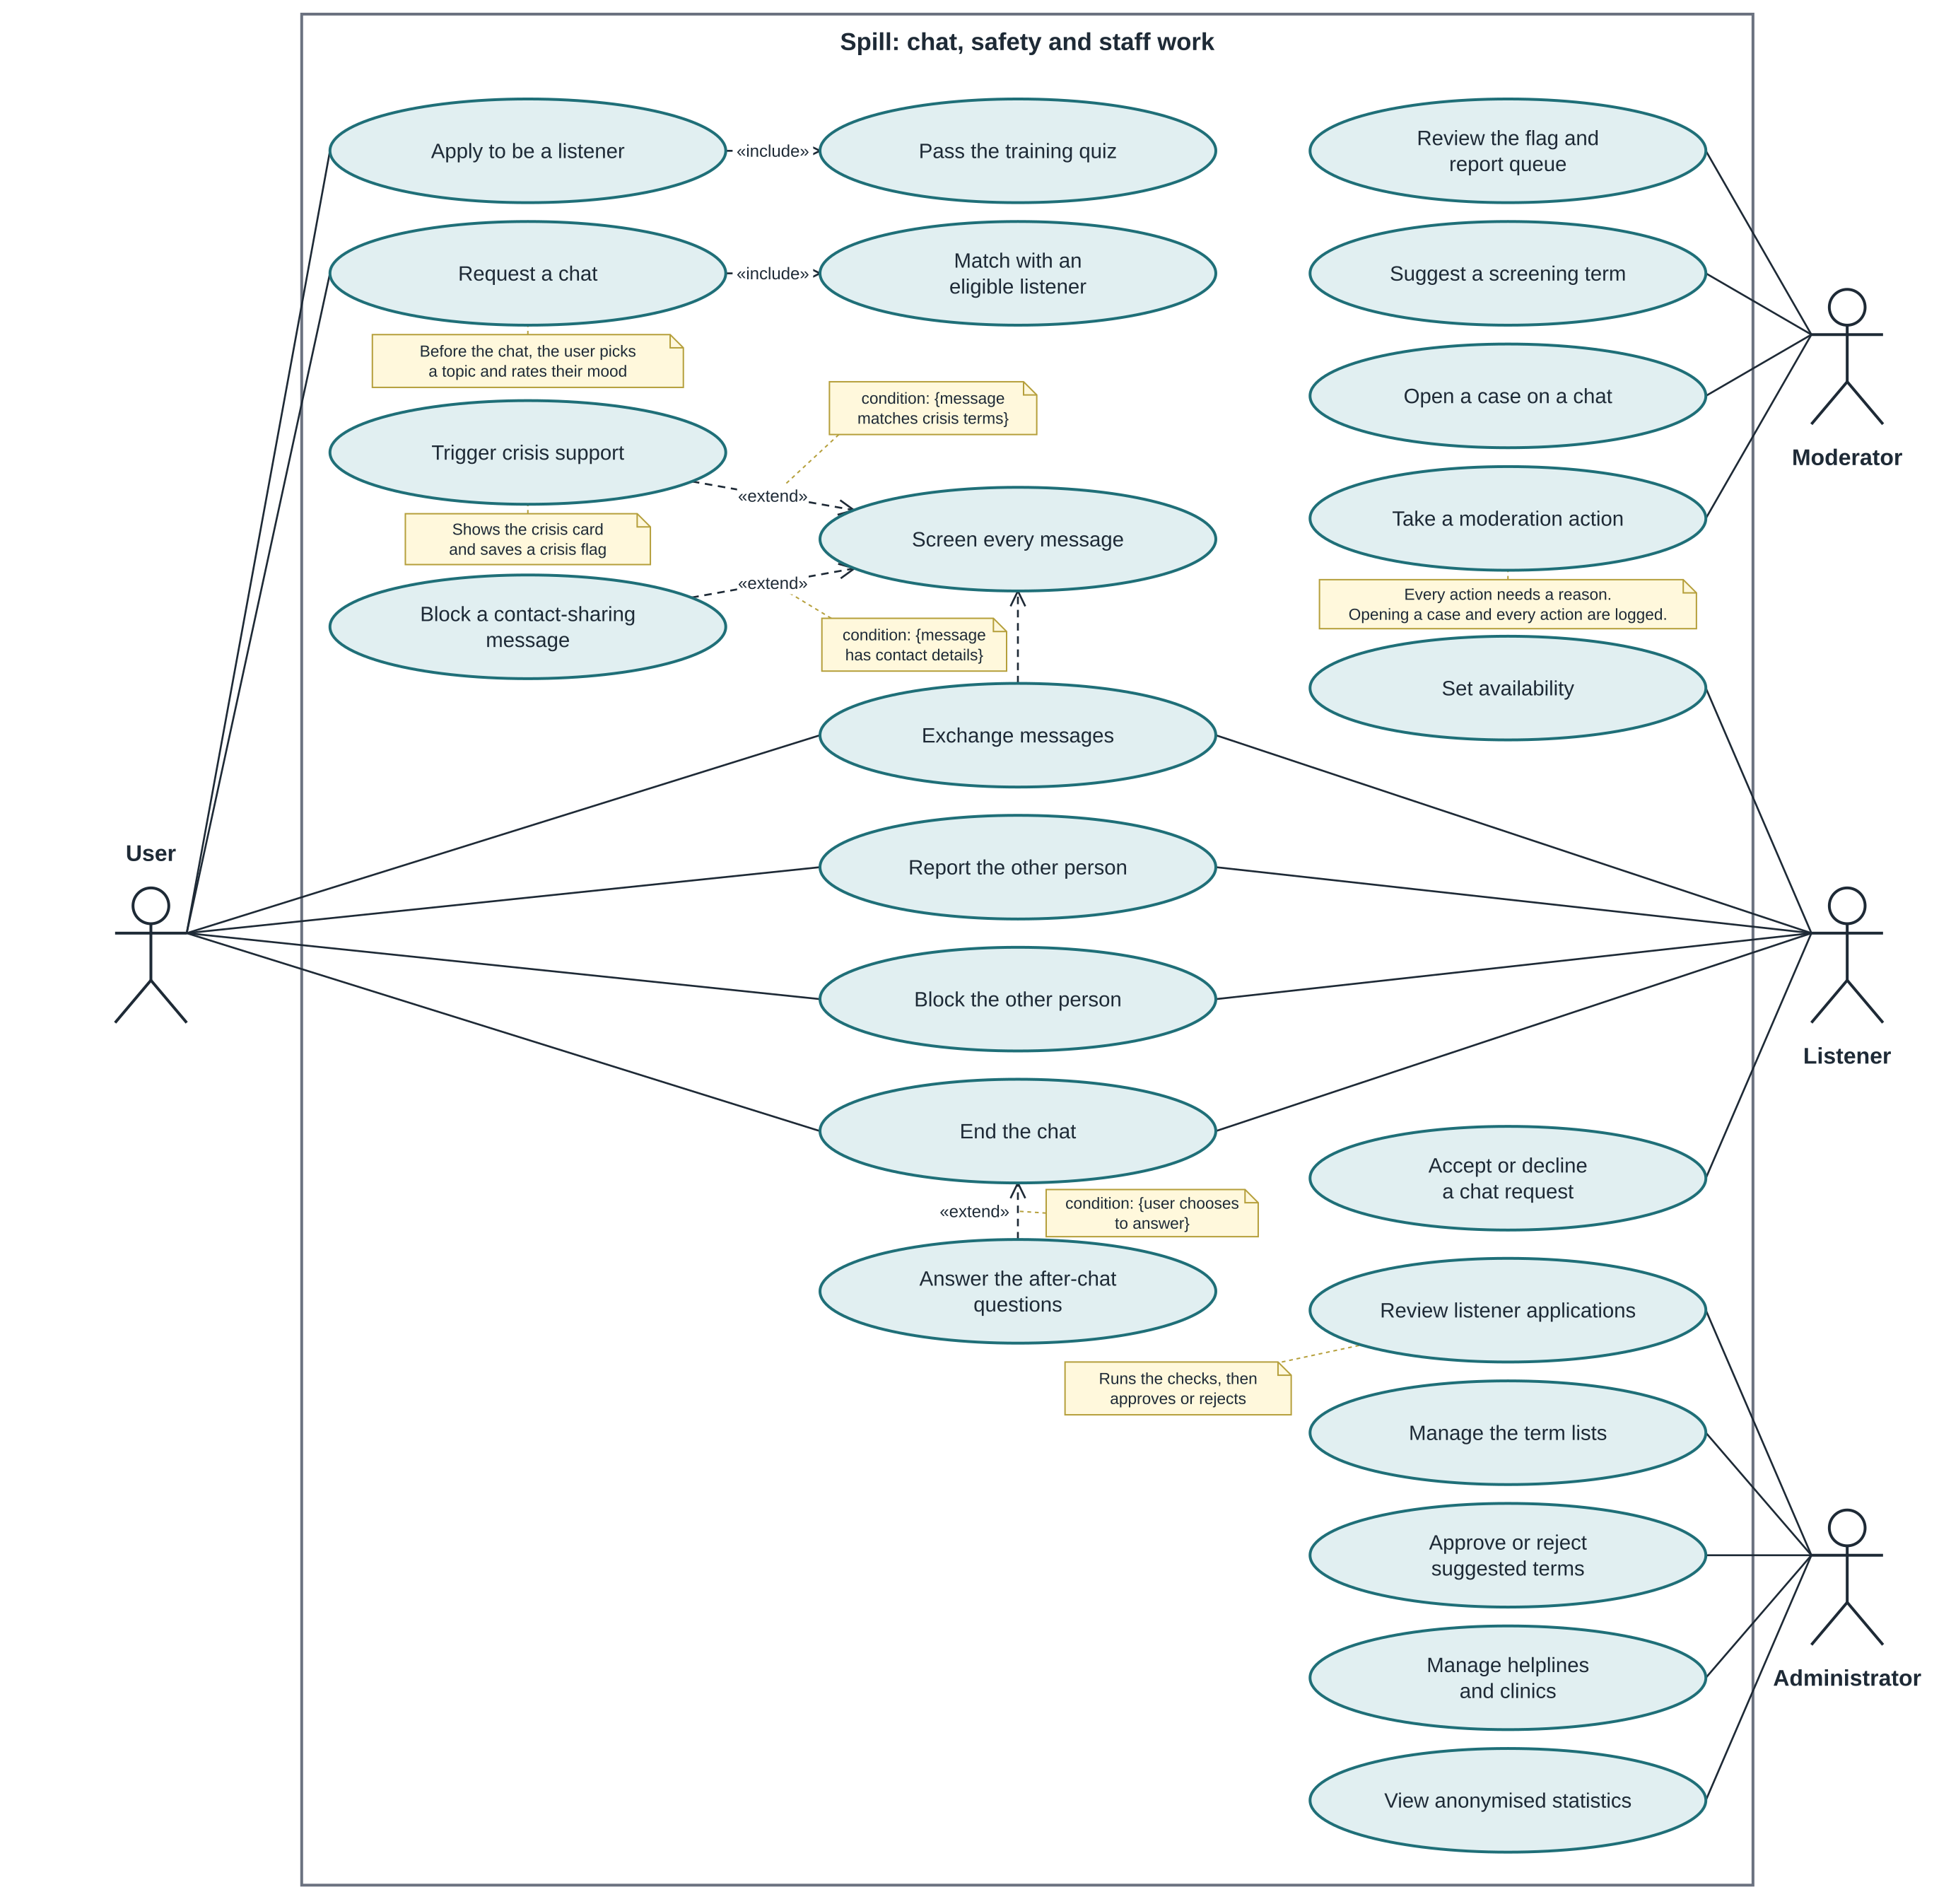 Spill: chat, safety and staff work
Apply to be a listener
«include»
Pass the training quiz
Review the flag and
report queue
Request a chat
«include»
Match with an
eligible listener
Suggest a screening term
Before the chat, the user picks
a topic and rates their mood
condition: {message
matches crisis terms}
Open a case on a chat
Moderator
Trigger crisis support
«extend»
Shows the crisis card
and saves a crisis flag
Screen every message
Take a moderation action
«extend»
Block a contact-sharing
message
condition: {message
has contact details}
Every action needs a reason.
Opening a case and every action are logged.
Set availability
Exchange messages
User
Report the other person
Block the other person
Listener
End the chat
Accept or decline
a chat request
«extend»
condition: {user chooses
to answer}
Answer the after-chat
questions
Review listener applications
Runs the checks, then
approves or rejects
Manage the term lists
Approve or reject
suggested terms
Manage helplines
and clinics
Administrator
View anonymised statistics